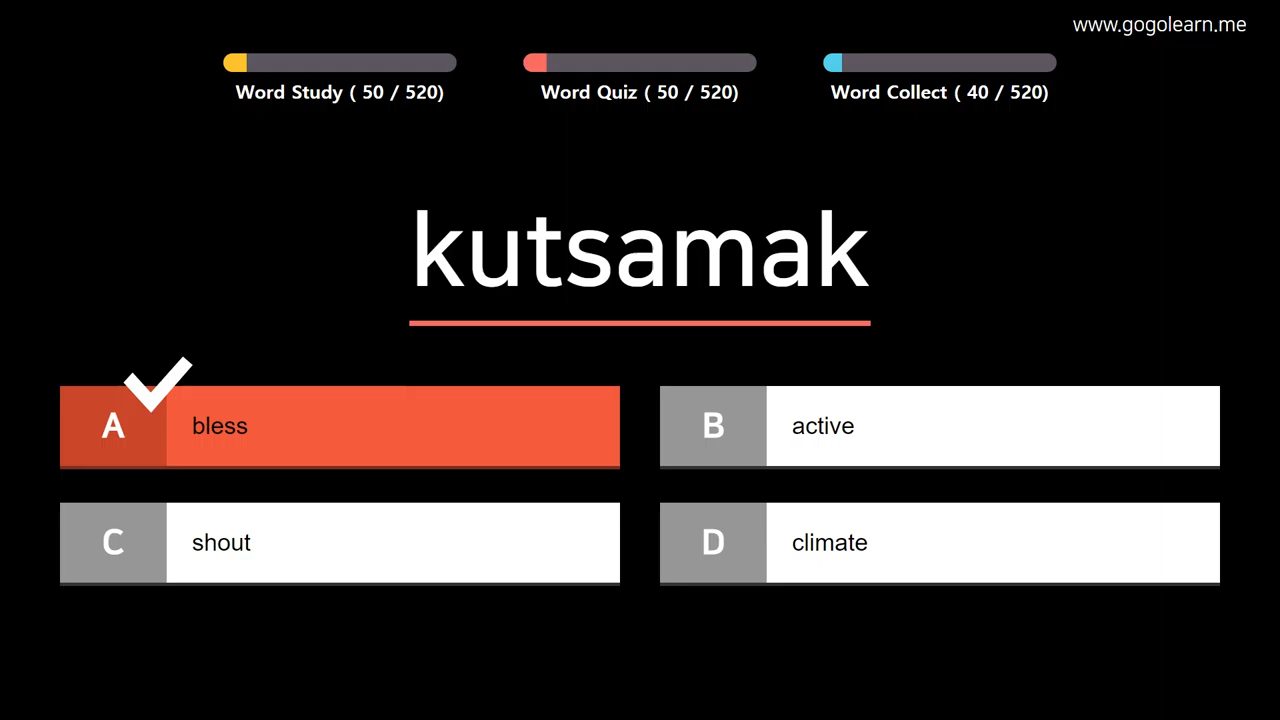 www.gogolearn.me
Word Study ( 50 / 520)
Word Quiz ( 50 / 520)
Word Collect ( 40 / 520)
kutsamak
A bless
B active
C shout
D climate